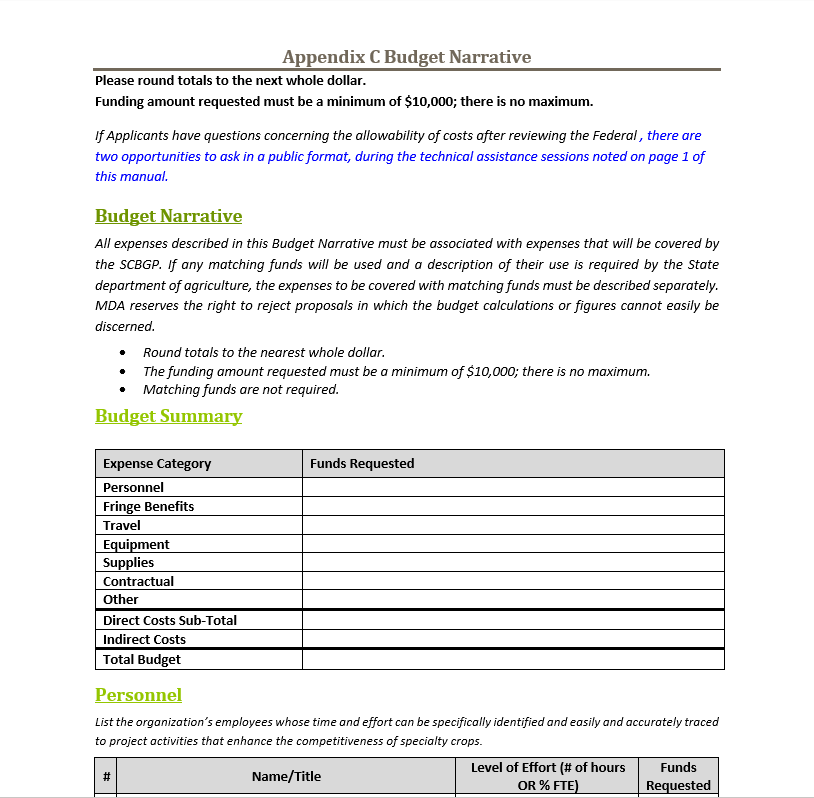 Appendix C Budget Narrative
Please round totals to the next whole dollar.
Funding amount requested must be a minimum of $10,000; there is no maximum.
If Applicants have questions concerning the allowability of costs after reviewing the Federal , there are
two opportunities to ask in a public format, during the technical assistance sessions noted on page 1 of
this manual.
Budget Narrative
All expenses described in this Budget Narrative must be associated with expenses that will be covered by
the SCBGP. If any matching funds will be used and a description of their use is required by the State
department of agriculture, the expenses to be covered with matching funds must be described separately.
MDA reserves the right to reject proposals in which the budget calculations or figures cannot easily be
discerned.
• Round totals to the nearest whole dollar.
• The funding amount requested must be a minimum of $10,000; there is no maximum.
• Matching funds are not required.
Budget Summary
Expense Category Funds Requested
Personnel
Fringe Benefits
Travel
Equipment
Supplies
Contractual
Other
Direct Costs Sub-Total
Indirect Costs
Total Budget
Personnel
List the organization’s employees whose time and effort can be specifically identified and easily and accurately traced
to project activities that enhance the competitiveness of specialty crops.
# Name/Title Level of Effort (# of hours OR % FTE) Funds Requested